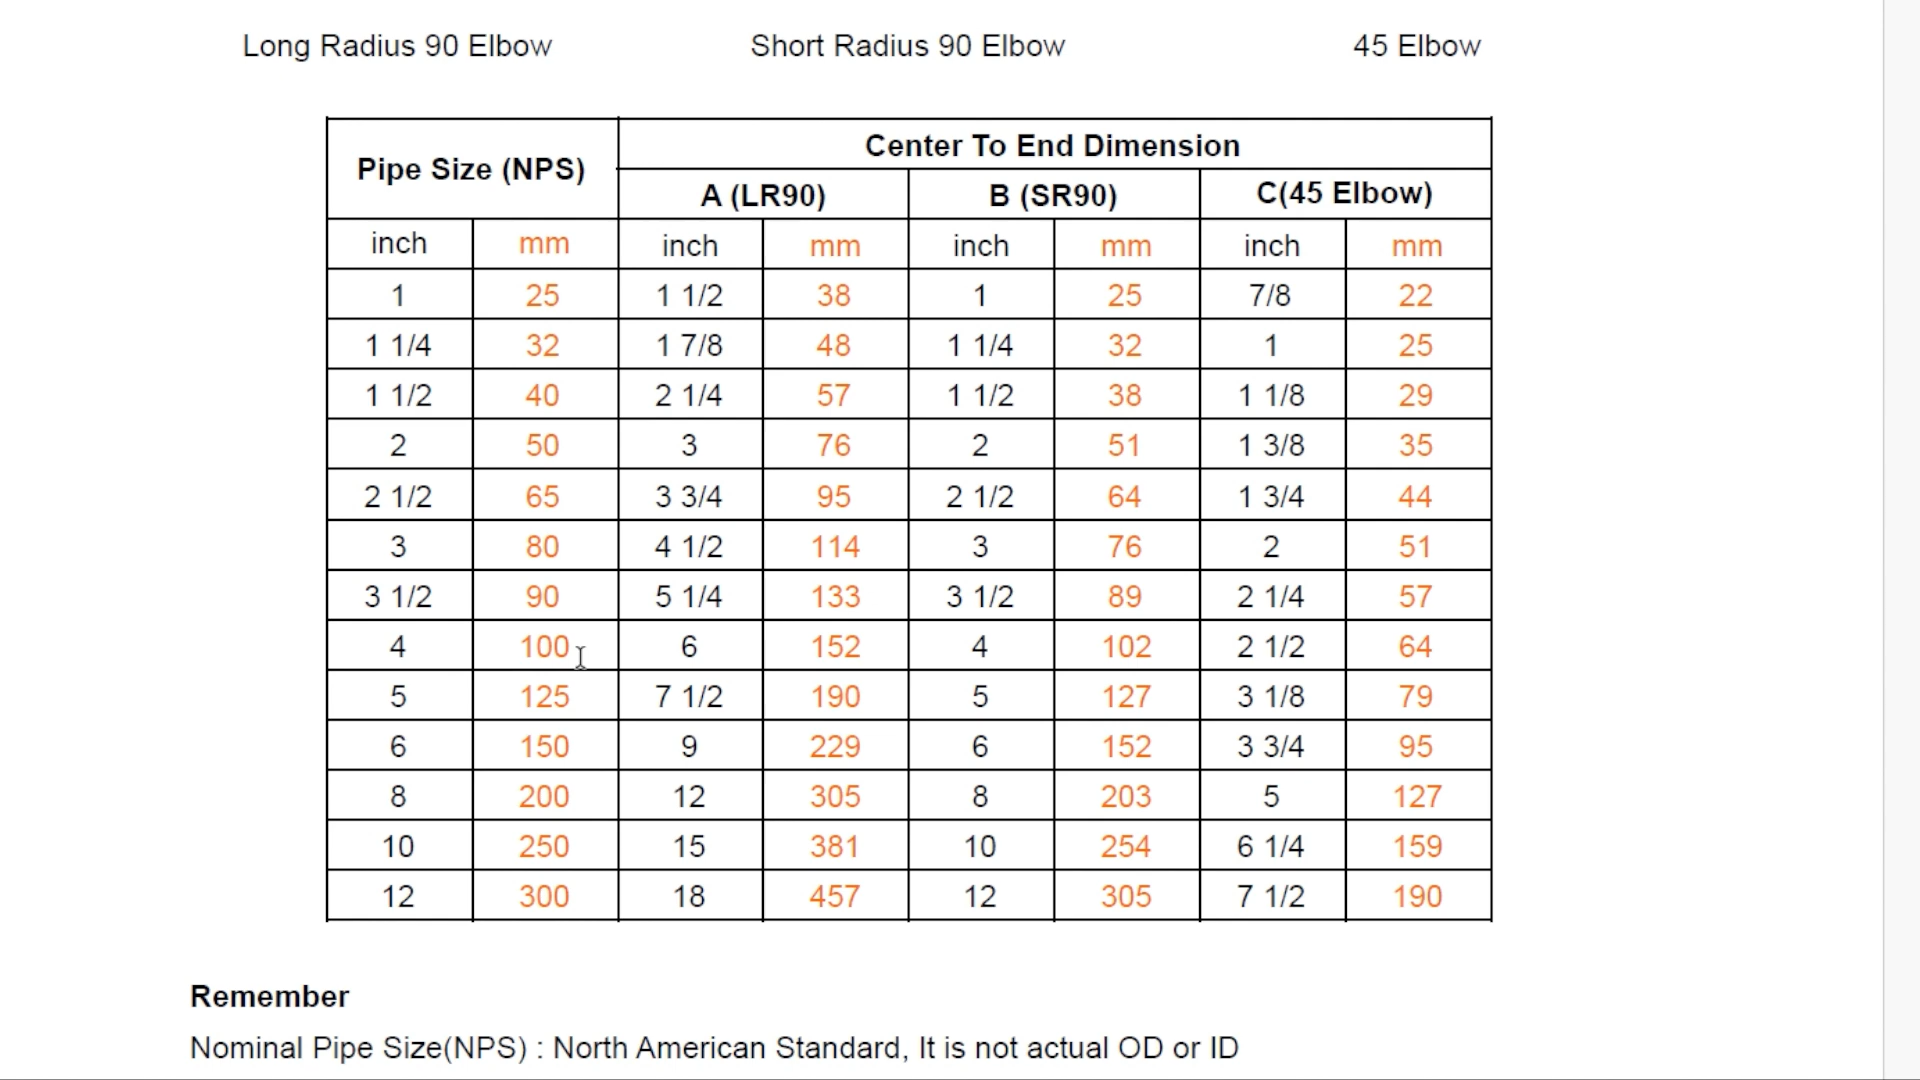 Long Radius 90 Elbow Short Radius 90 Elbow 45 Elbow
Pipe Size (NPS) Center To End Dimension
A (LR90) B (SR90) C(45 Elbow)
inch mm inch mm inch mm inch mm
1 25 1 1/2 38 1 25 7/8 22
1 1/4 32 1 7/8 48 1 1/4 32 1 25
1 1/2 40 2 1/4 57 1 1/2 38 1 1/8 29
2 50 3 76 2 51 1 3/8 35
2 1/2 65 3 3/4 95 2 1/2 64 1 3/4 44
3 80 4 1/2 114 3 76 2 51
3 1/2 90 5 1/4 133 3 1/2 89 2 1/4 57
4 100 6 152 4 102 2 1/2 64
5 125 7 1/2 190 5 127 3 1/8 79
6 150 9 229 6 152 3 3/4 95
8 200 12 305 8 203 5 127
10 250 15 381 10 254 6 1/4 159
12 300 18 457 12 305 7 1/2 190
Remember
Nominal Pipe Size(NPS) : North American Standard, It is not actual OD or ID